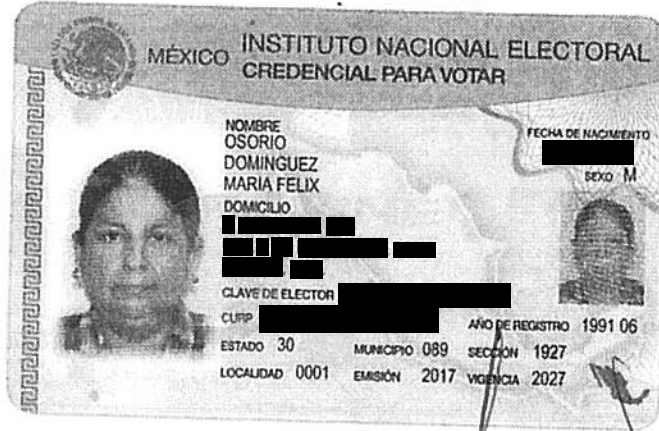 MÉXICO INSTITUTO NACIONAL ELECTORAL
CREDENCIAL PARA VOTAR
NOMBRE
OSORIO
DOMINGUEZ
MARIA FELIX
FECHA DE NACIMIENTO
SEXO M
DOMICILIO
CLAVE DE ELECTOR
CURP
AÑO DE REGISTRO 1991 06
ESTADO 30 MUNICIPIO 089 SECCIÓN 1927
LOCALIDAD 0001 EMISIÓN 2017 VIGENCIA 2027